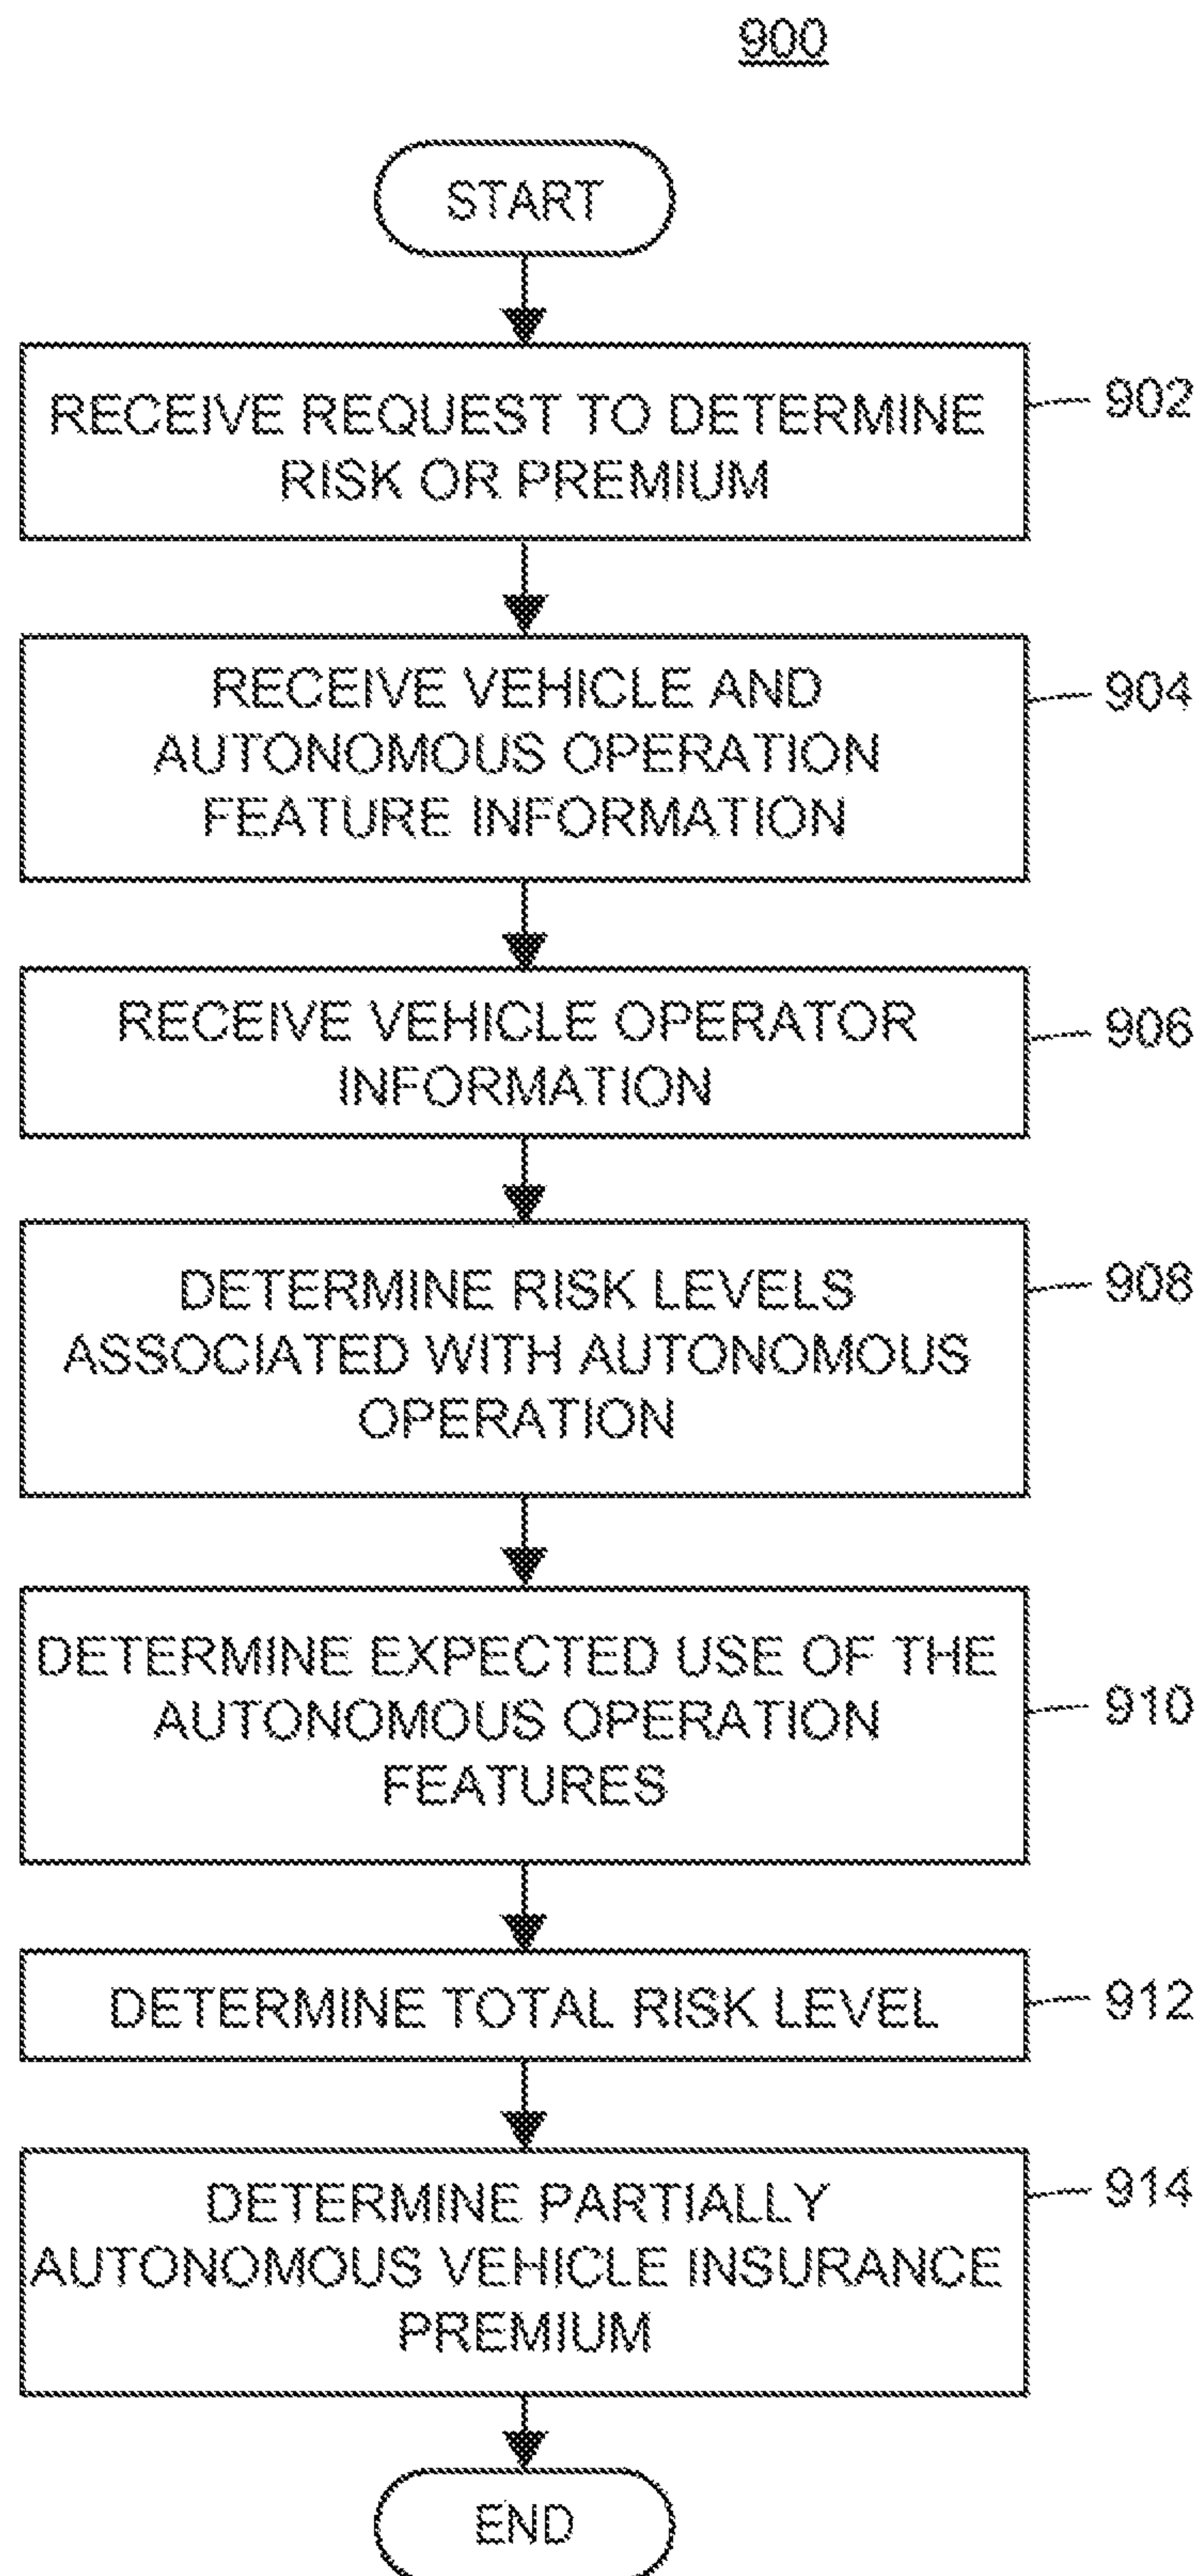 900
START
RECEIVE REQUEST TO DETERMINE
RISK OR PREMIUM
902
RECEIVE VEHICLE AND
AUTONOMOUS OPERATION
FEATURE INFORMATION
904
RECEIVE VEHICLE OPERATOR
INFORMATION
906
DETERMINE RISK LEVELS
ASSOCIATED WITH AUTONOMOUS
OPERATION
908
DETERMINE EXPECTED USE OF THE
AUTONOMOUS OPERATION
FEATURES
910
DETERMINE TOTAL RISK LEVEL
912
DETERMINE PARTIALLY
AUTONOMOUS VEHICLE INSURANCE
PREMIUM
914
END